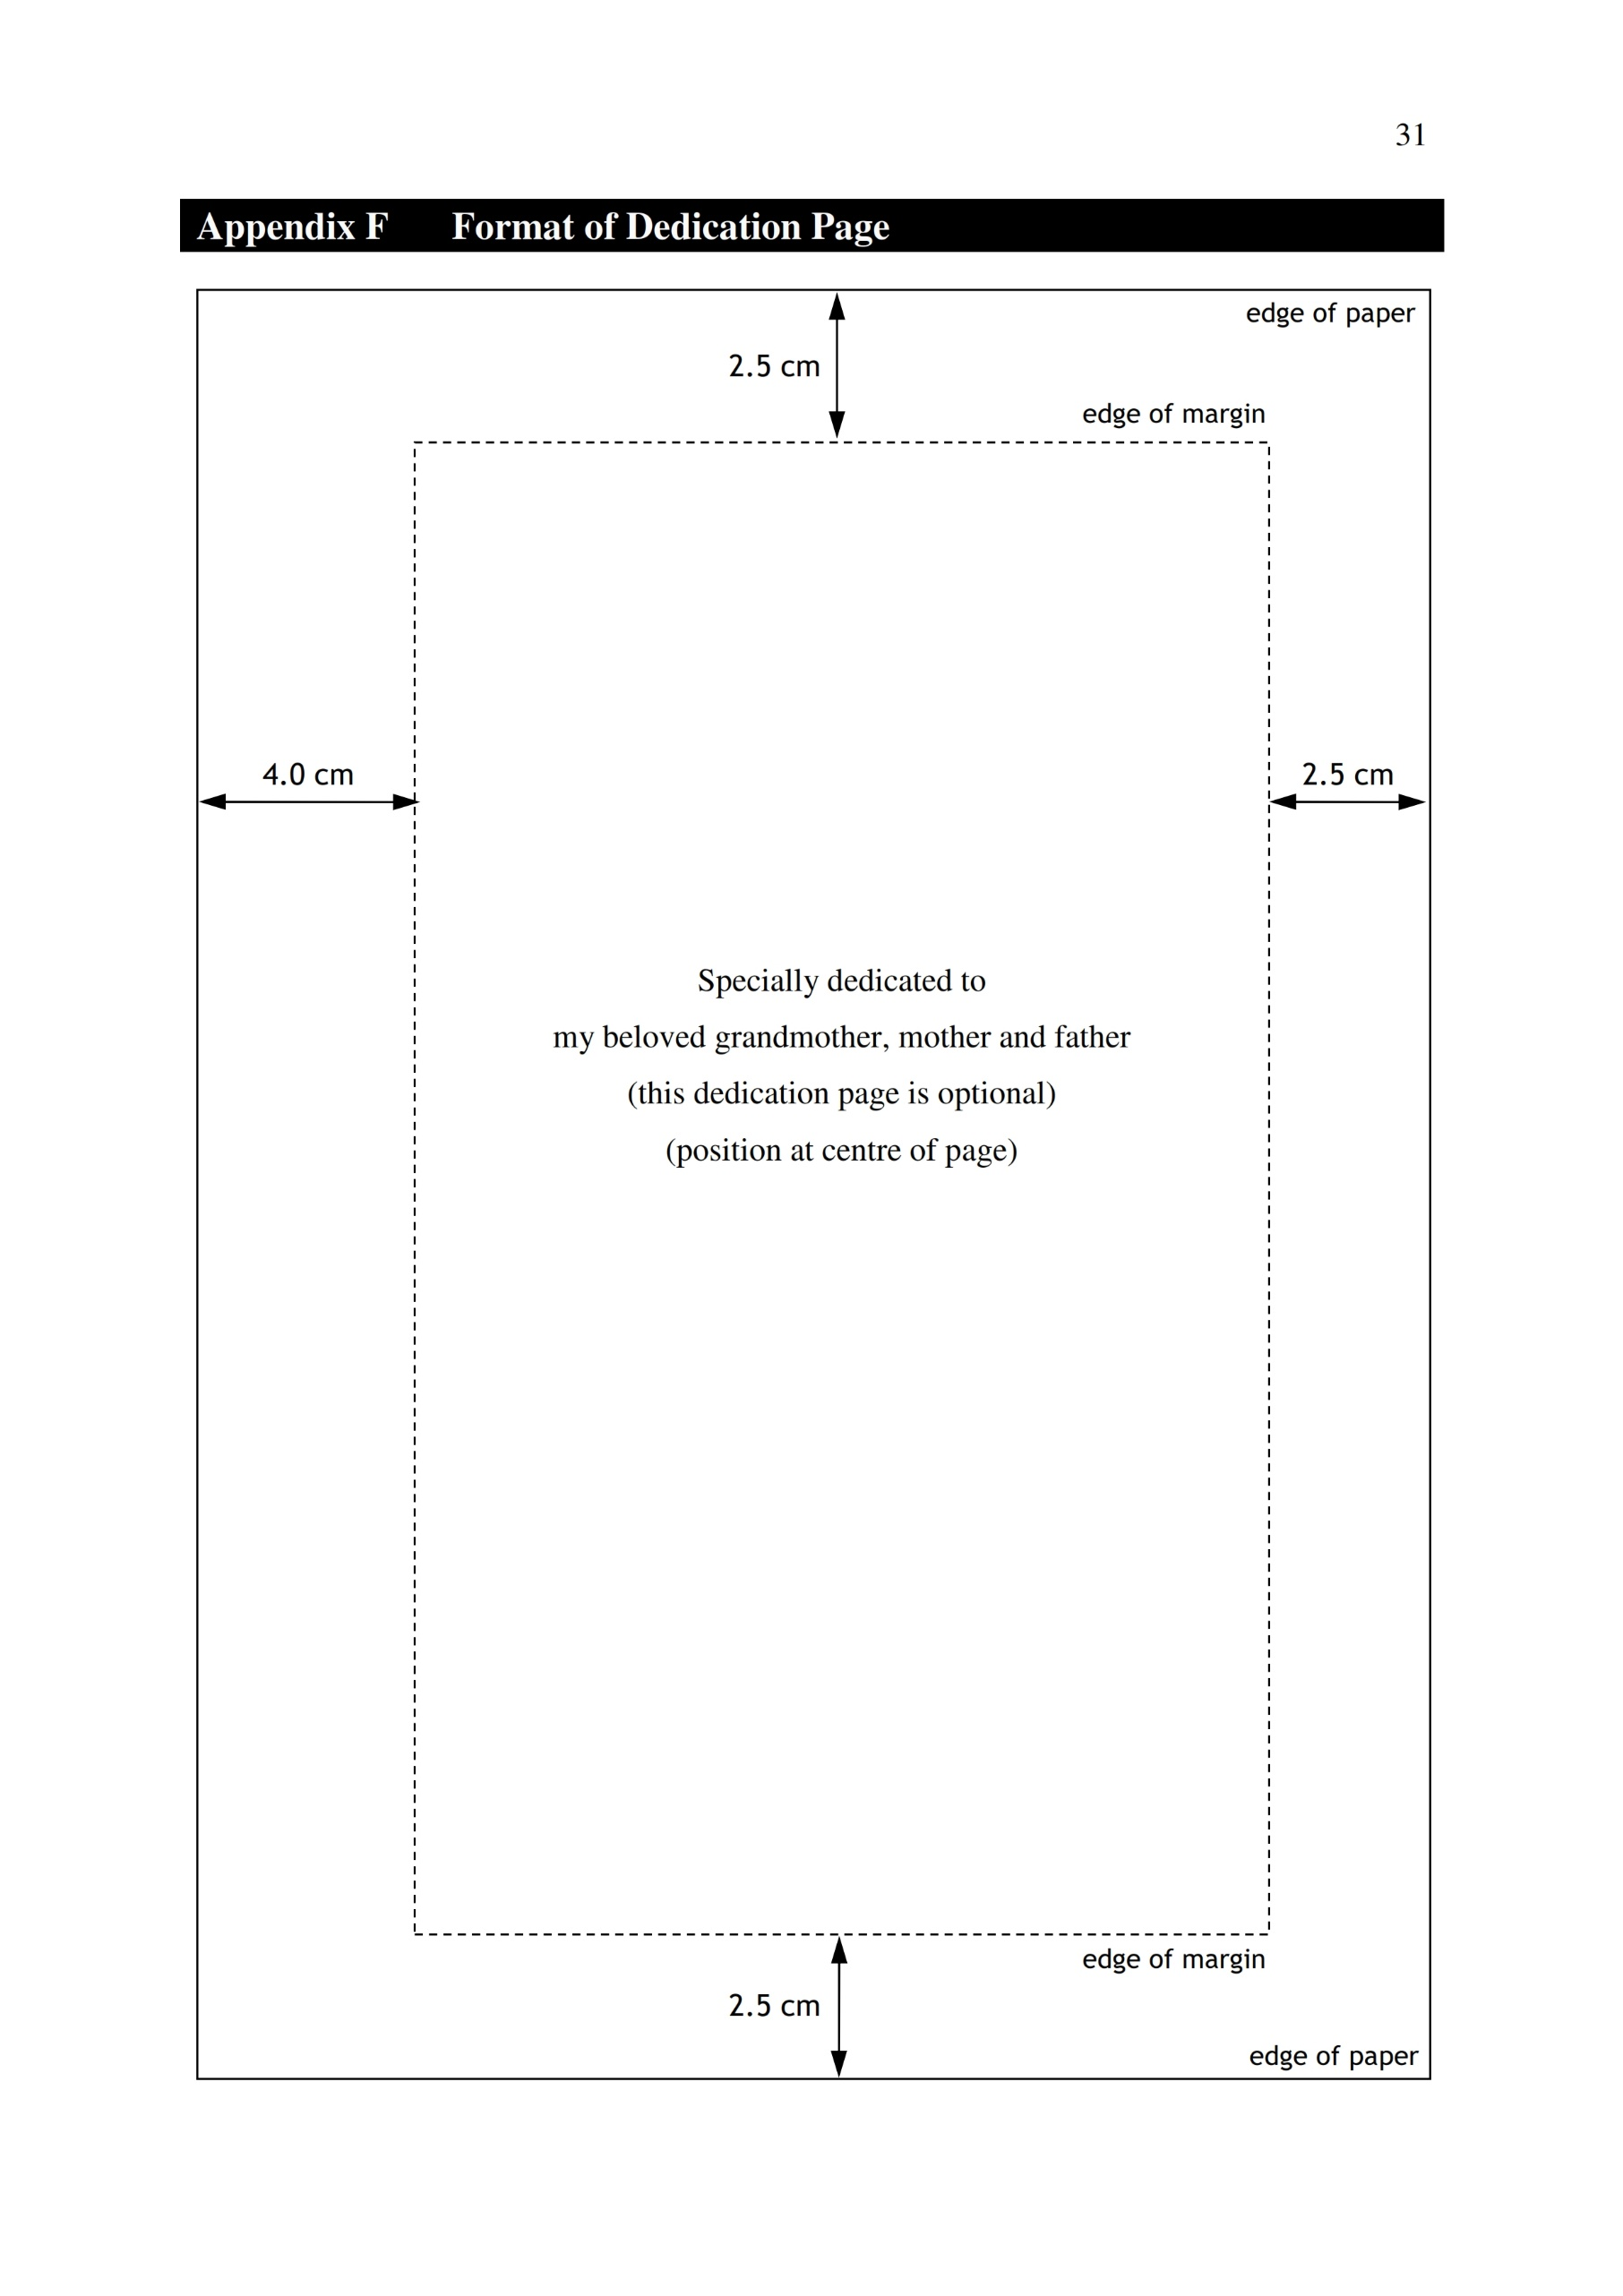 31
Appendix F Format of Dedication Page
edge of paper
2.5 cm
edge of margin
4.0 cm
2.5 cm
Specially dedicated to
my beloved grandmother, mother and father
(this dedication page is optional)
(position at centre of page)
edge of margin
2.5 cm
edge of paper